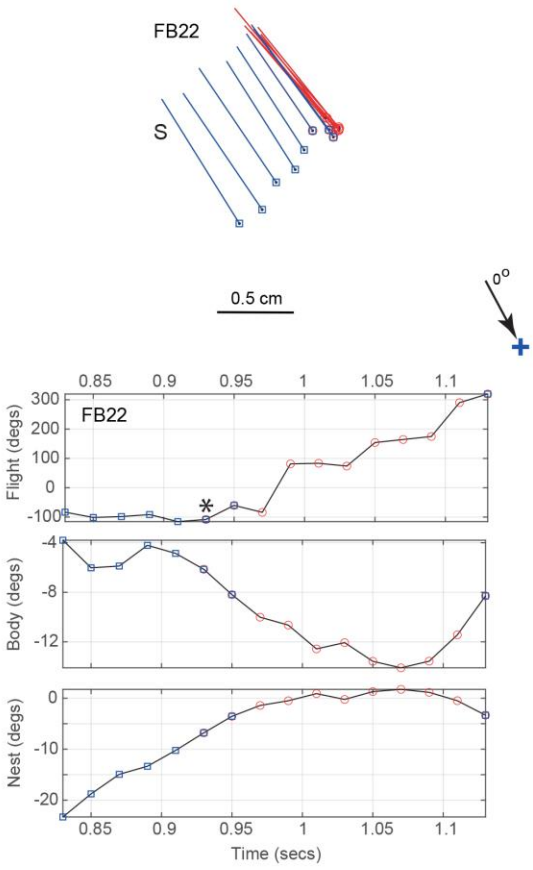 FB22
S
0°
0.5 cm
0.85 0.9 0.95 1 1.05 1.1
FB22
*
Flight (degs)
300
200
100
0
-100
Body (degs)
-4
-8
-12
Nest (degs)
0
-10
-20
0.85 0.9 0.95 1 1.05 1.1
Time (secs)